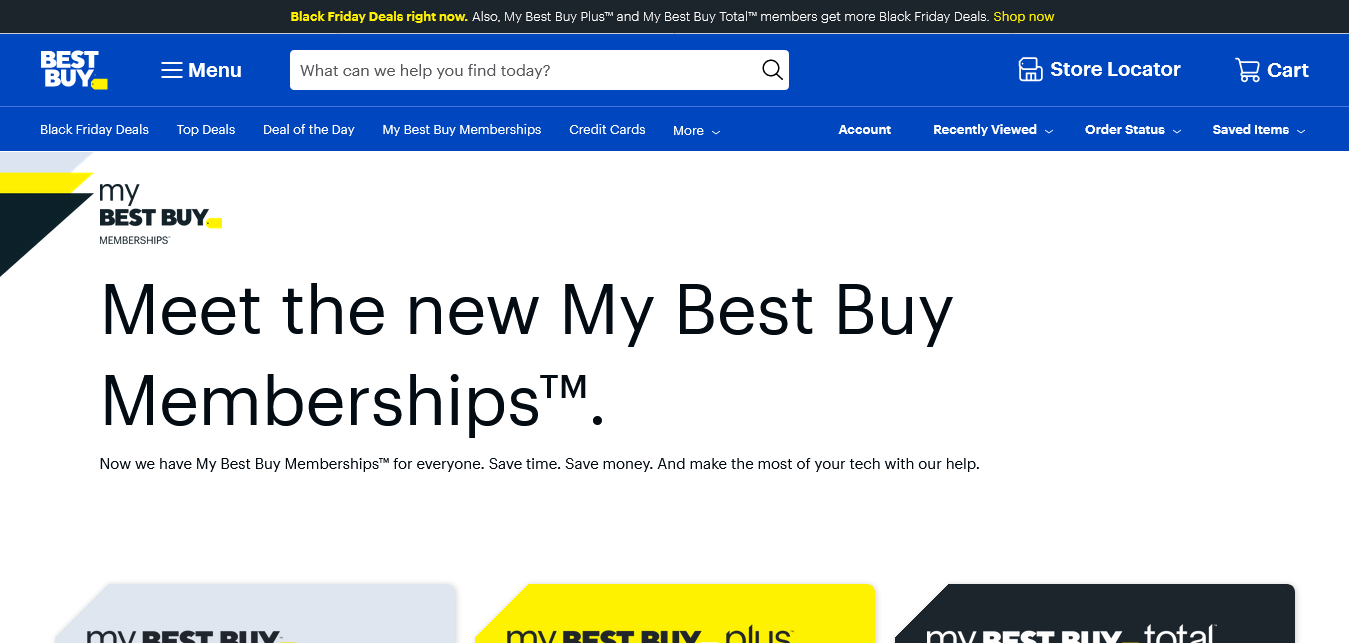 Black Friday Deals right now. Also, My Best Buy Plus™ and My Best Buy Total™ members get more Black Friday Deals. Shop now
BEST
BUY
Menu
What can we help you find today?
Store Locator
Cart
Black Friday Deals
Top Deals
Deal of the Day
My Best Buy Memberships
Credit Cards
More
Account
Recently Viewed
Order Status
Saved Items
my
BEST BUY
MEMBERSHIPS™
Meet the new My Best Buy
Memberships™.
Now we have My Best Buy Memberships™ for everyone. Save time. Save money. And make the most of your tech with our help.
my BEST BUY™
my BEST BUY plus™
my BEST BUY total™